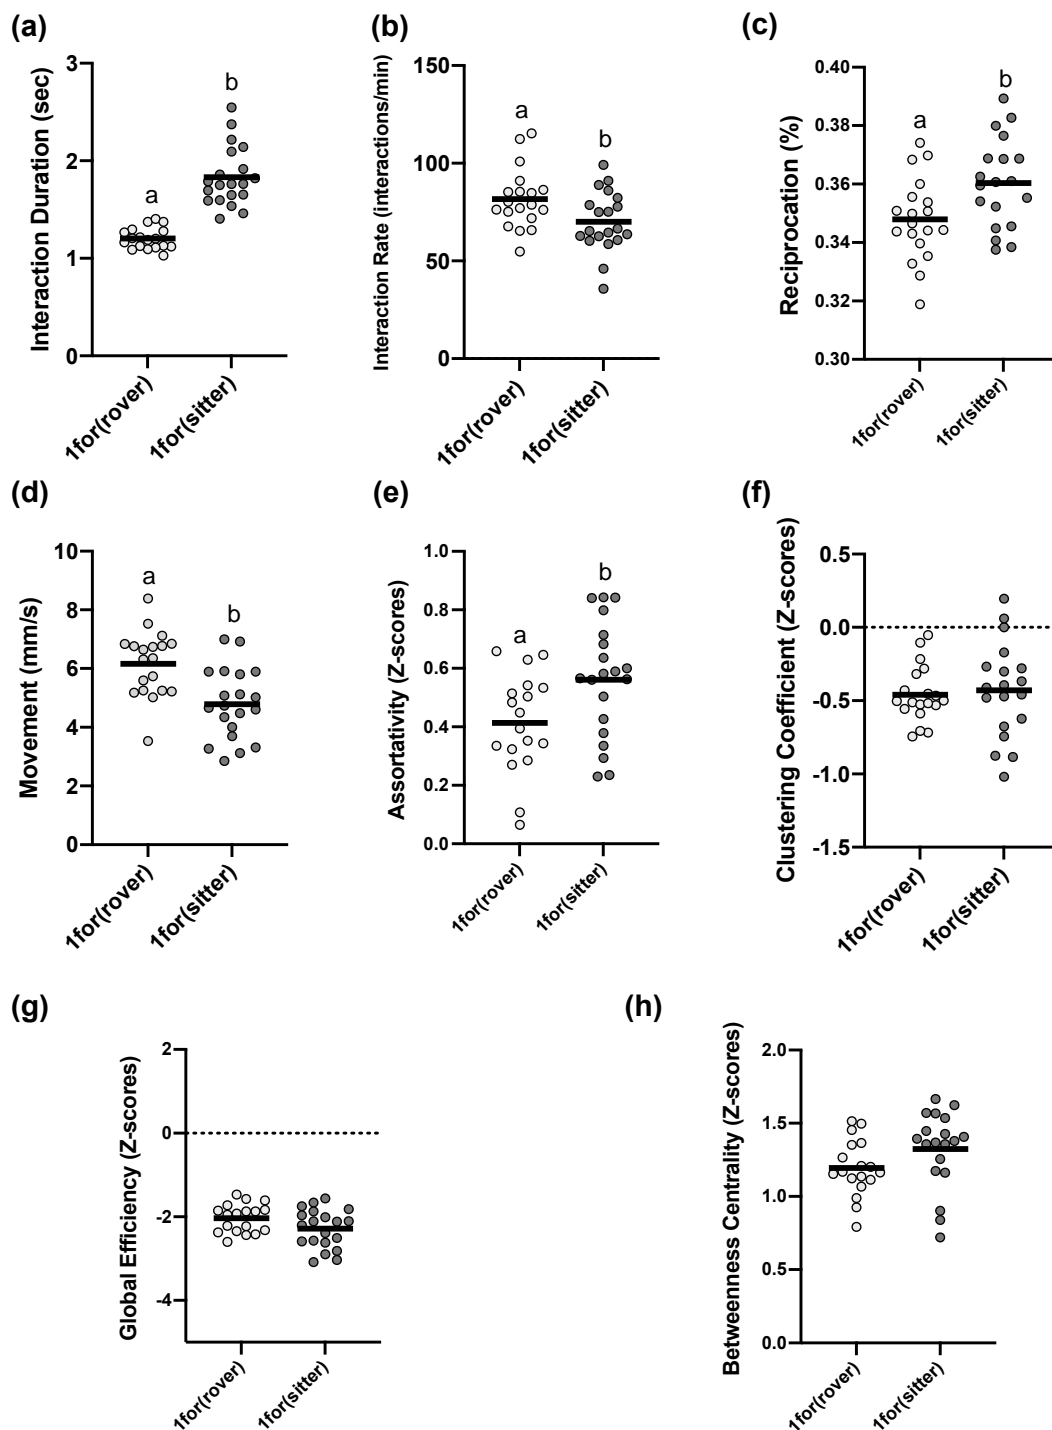 (a)
Interaction Duration (sec)
3
2
1
0
a
b
1for(rover)
1for(sitter)
(b)
Interaction Rate (interactions/min)
150
100
50
0
a
b
1for(rover)
1for(sitter)
(c)
Reciprocation (%)
0.40
0.38
0.36
0.34
0.32
0.30
a
b
1for(rover)
1for(sitter)
(d)
Movement (mm/s)
10
8
6
4
2
0
a
b
1for(rover)
1for(sitter)
(e)
Assortativity (Z-scores)
1.0
0.8
0.6
0.4
0.2
0.0
a
b
1for(rover)
1for(sitter)
(f)
Clustering Coefficient (Z-scores)
0.5
0.0
-0.5
-1.0
-1.5
1for(rover)
1for(sitter)
(g)
Global Efficiency (Z-scores)
2
0
-2
-4
1for(rover)
1for(sitter)
(h)
Betweenness Centrality (Z-scores)
2.0
1.5
1.0
0.5
0.0
1for(rover)
1for(sitter)